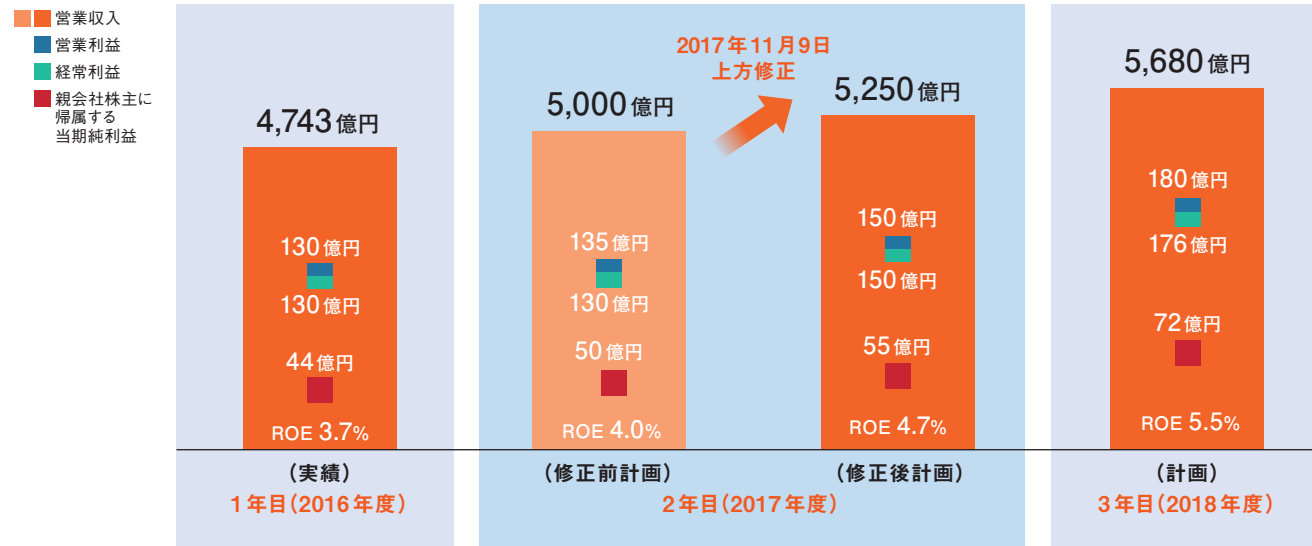 営業収入
営業利益
経常利益
親会社株主に
帰属する
当期純利益
4,743億円
130億円
130億円
44億円
ROE 3.7%
(実績)
1年目(2016年度)
5,000億円
135億円
130億円
50億円
ROE 4.0%
(修正前計画)
2017年11月9日
上方修正
5,250億円
150億円
150億円
55億円
ROE 4.7%
(修正後計画)
2年目(2017年度)
5,680億円
180億円
176億円
72億円
ROE 5.5%
(計画)
3年目(2018年度)